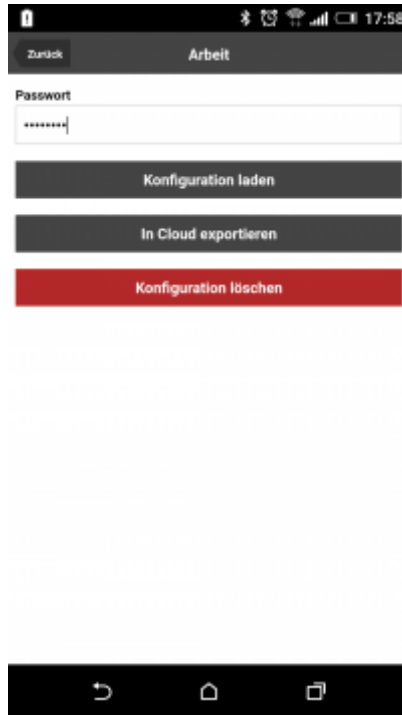 17:58
Zurück
Arbeit
Passwort
••••••••
Konfiguration laden
In Cloud exportieren
Konfiguration löschen